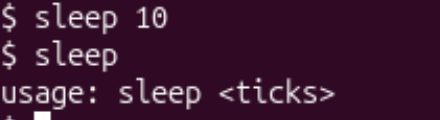 $ sleep 10
$ sleep
usage: sleep <ticks>
$